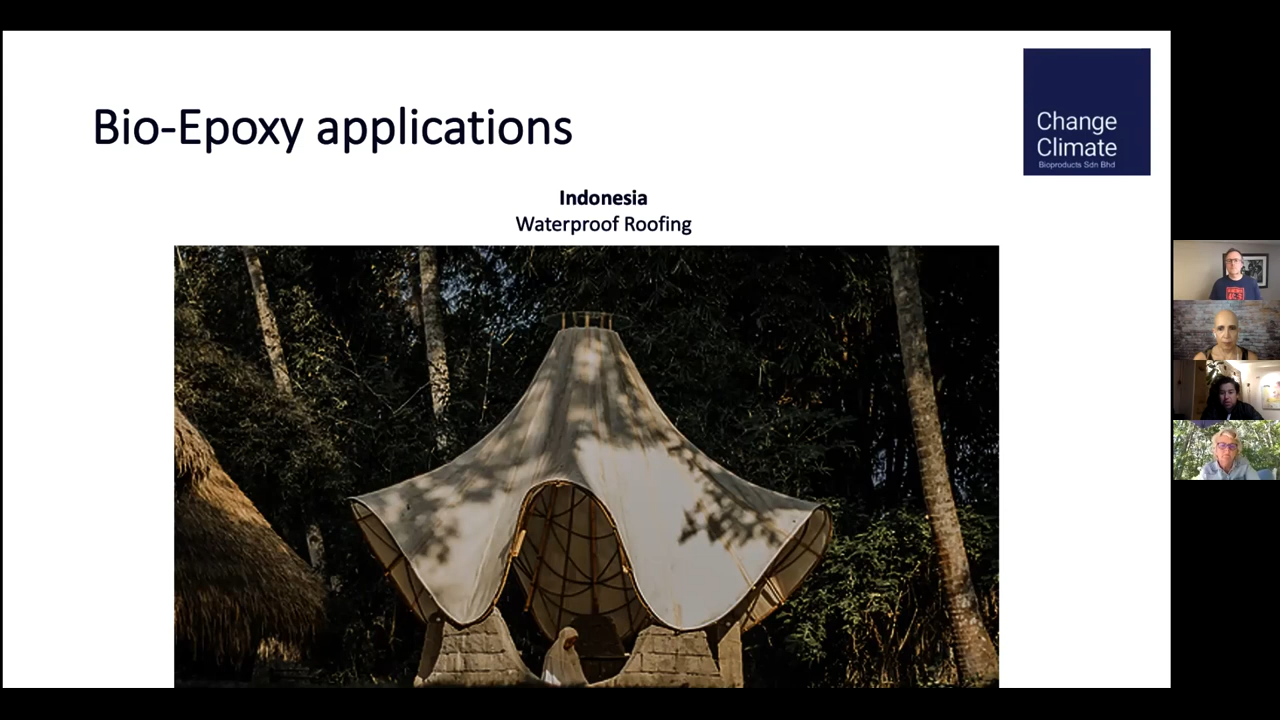 Bio-Epoxy applications
Change
Climate
Bioproducts Sdn Bhd
Indonesia
Waterproof Roofing